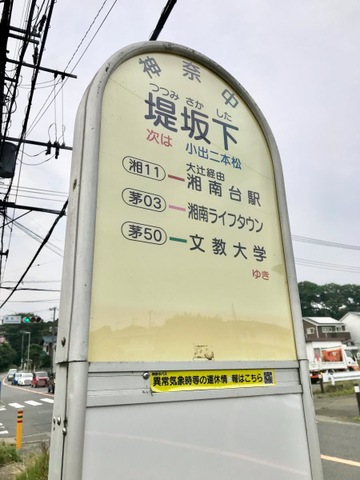 神奈中
つつみ さか した
堤坂下
次は 小出二本松
大辻経由
湘11 ー湘南台駅
茅03 ー湘南ライフタウン
茅50 ー文教大学
ゆき
異常気象時等の運休情 報はこちら